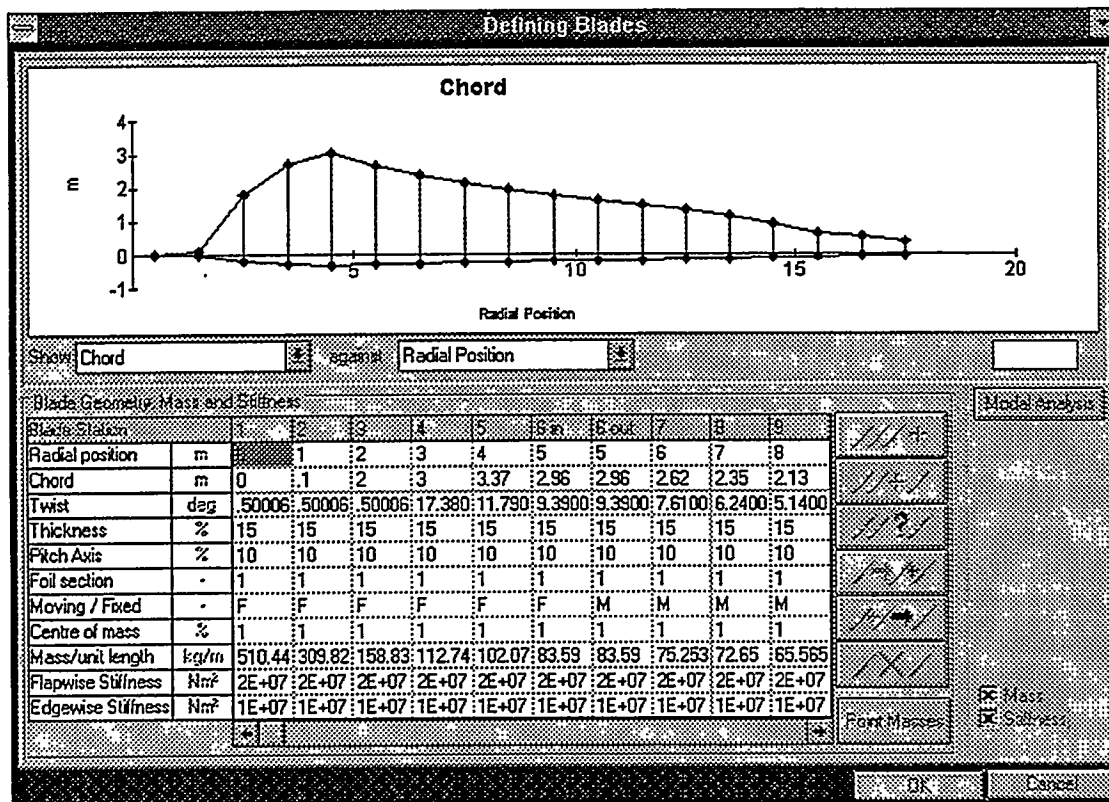 Defining Blades
Chord
4
3
2
1
0
-1
m
5 10 15 20
Radial Position
Show Chord against Radial Position
Blade Geometry, Mass and Stiffness
Modal Analysis
Blade Station 1 2 3 4 5 6 in 6 out 7 8 9
Radial position m 1 2 3 4 5 5 6 7 8
Chord m 0 .1 2 3 3.37 2.96 2.96 2.62 2.35 2.13
Twist deg .50006 .50006 .50006 17.380 11.790 9.3900 9.3900 7.6100 6.2400 5.1400
Thickness % 15 15 15 15 15 15 15 15 15 15
Pitch Axis % 10 10 10 10 10 10 10 10 10 10
Foil section - 1 1 1 1 1 1 1 1 1 1
Moving / Fixed - F F F F F F M M M M
Centre of mass % 1 1 1 1 1 1 1 1 1 1
Mass/unit length kg/m 510.44 309.82 158.83 112.74 102.07 83.59 83.59 75.253 72.65 65.565
Flapwise Stiffness Nm² 2E+07 2E+07 2E+07 2E+07 2E+07 2E+07 2E+07 2E+07 2E+07 2E+07
Edgewise Stiffness Nm² 1E+07 1E+07 1E+07 1E+07 1E+07 1E+07 1E+07 1E+07 1E+07 1E+07
Point Masses
Mass
Stiffness
OK Cancel